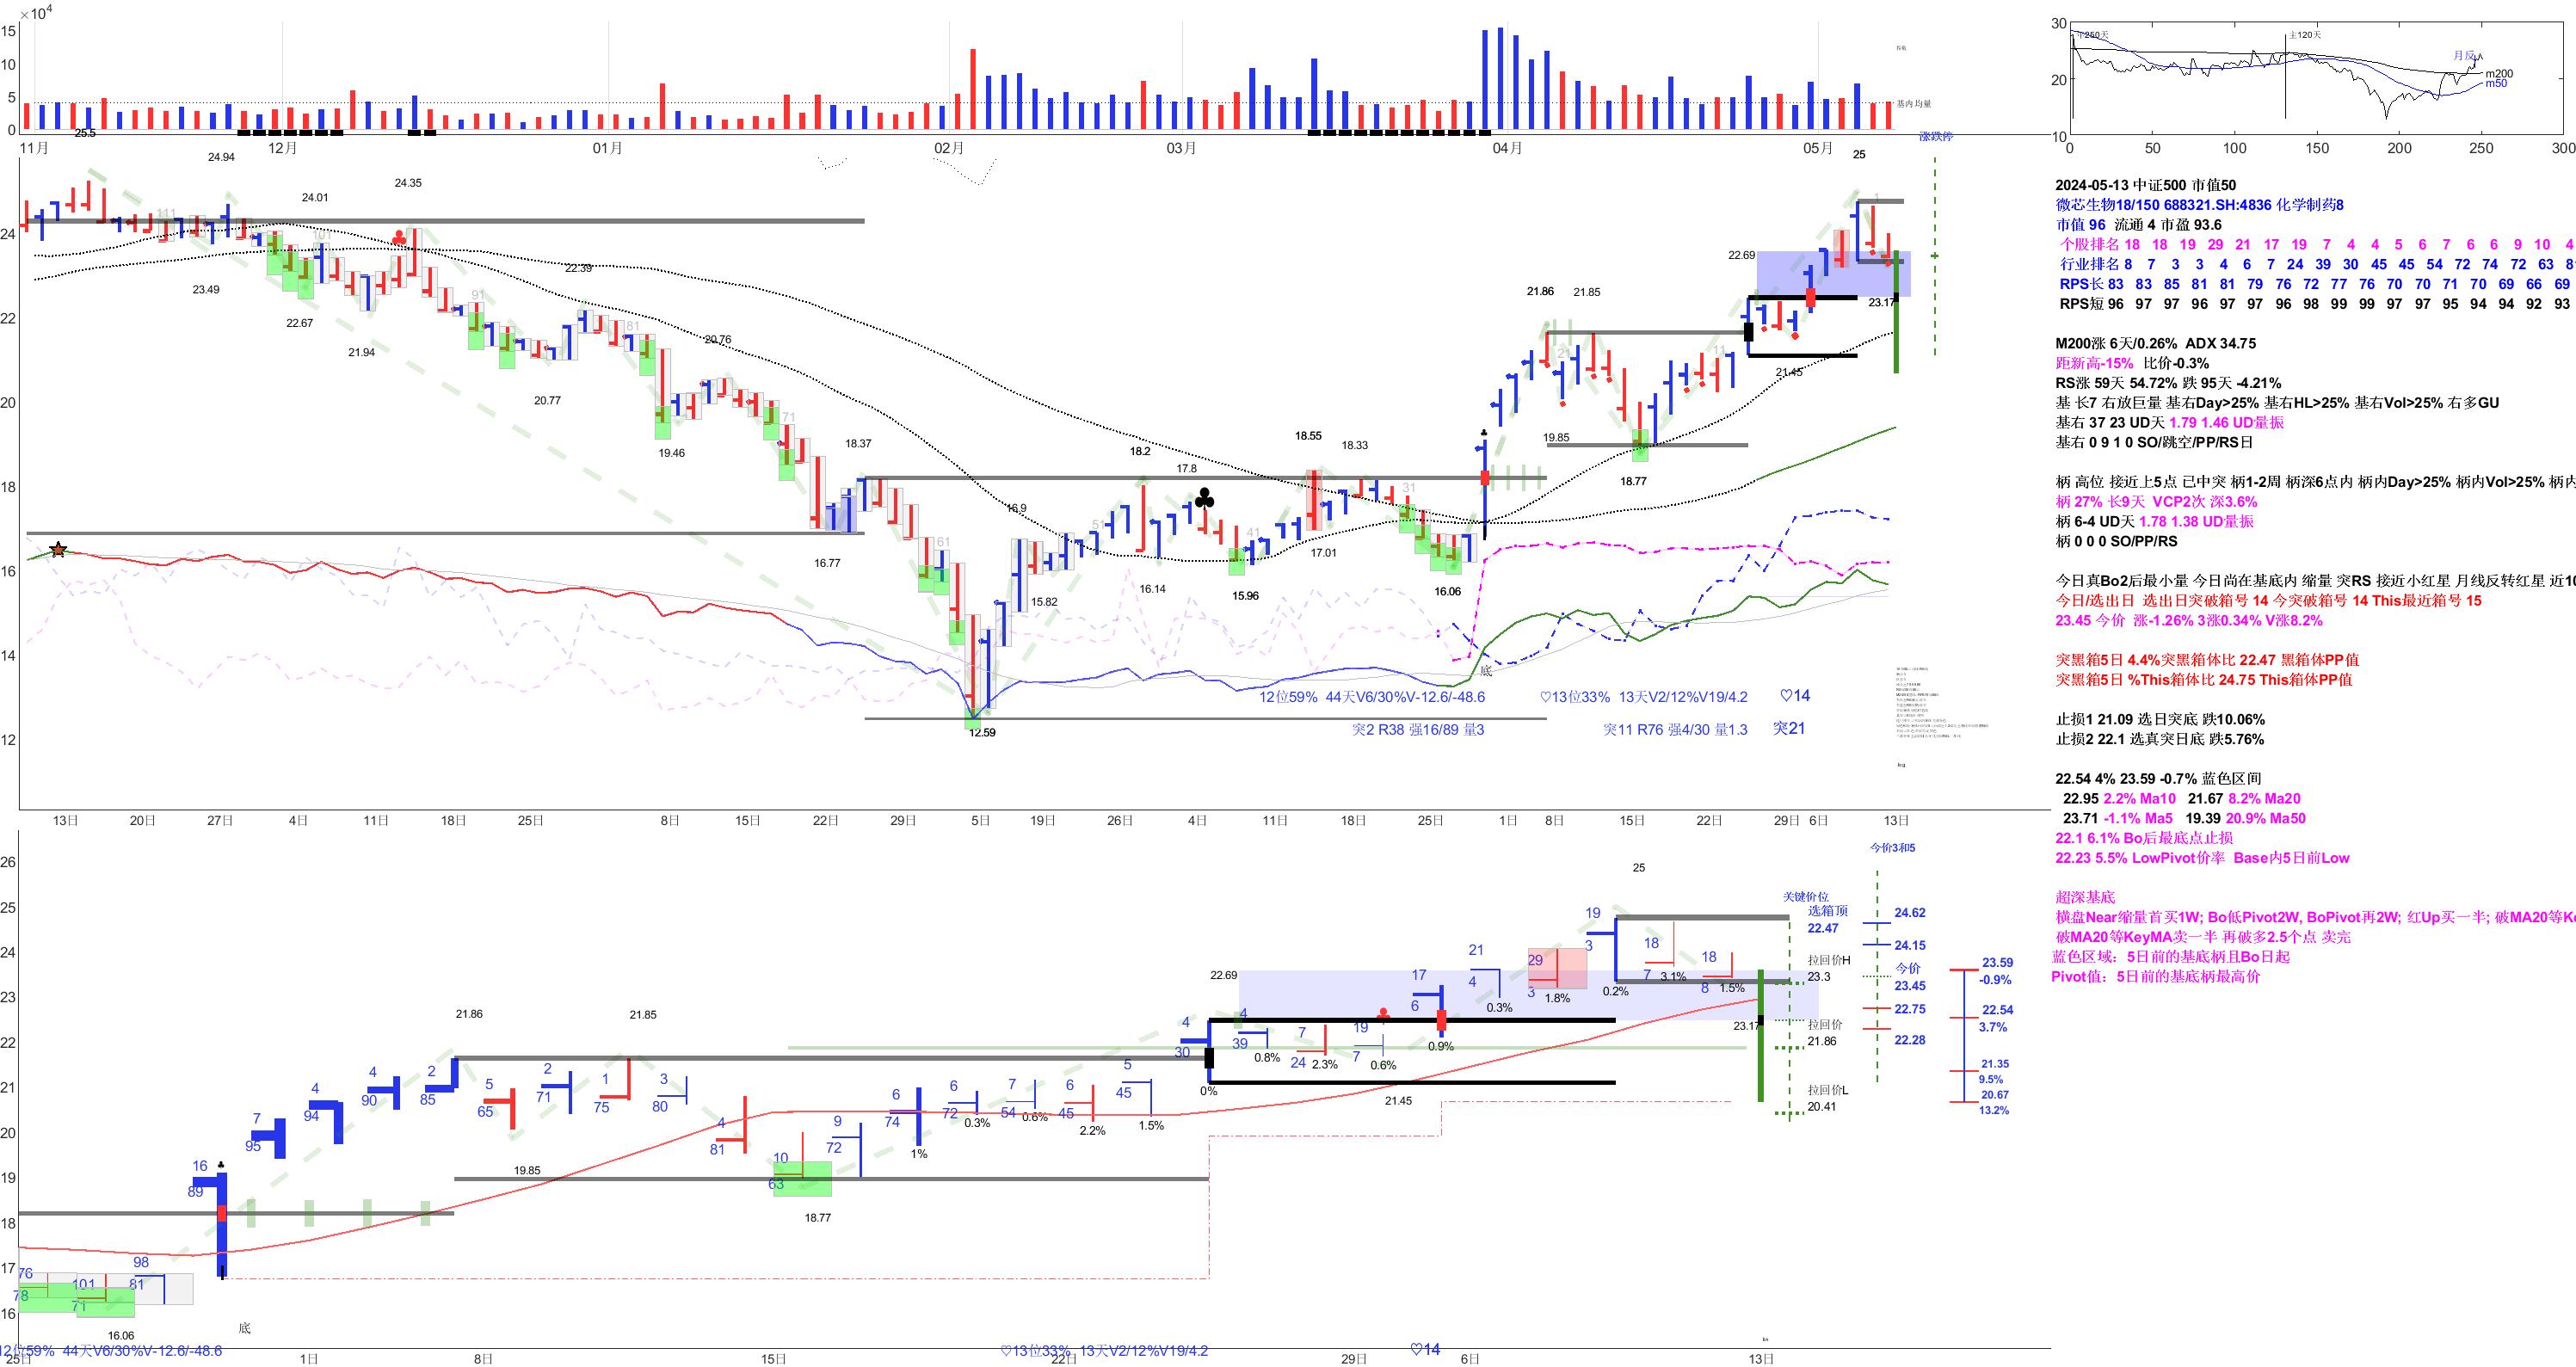 ×10⁴
15
10
5
0
基内均量
25.5
11月 12月 01月 02月 03月 04月 05月
涨跌停
24.94
24.01
24.35
25
24
22
20
18
16
14
12
111
101
91
81
71
61
51
41
31
21
11
1
23.49
22.67
21.94
22.39
20.77
20.76
19.46
18.37
16.77
16.9
15.82
12.59
18.2
17.8
16.14
15.96
18.55
18.33
17.01
16.06
21.86
21.85
19.85
18.77
22.69
21.45
23.17
底
12位59% 44天V6/30%V-12.6/-48.6
♡13位33% 13天V2/12%V19/4.2
♡14
突2 R38 强16/89 量3
突11 R76 强4/30 量1.3
突21
13日 20日 27日 4日 11日 18日 25日 8日 15日 22日 29日 5日 19日 26日 4日 11日 18日 25日 1日 8日 15日 22日 29日 6日 13日
26
25
24
23
22
21
20
19
18
17
16
21.86
21.85
19.85
18.77
22.69
21.45
25
23.17
16.06
底
76
78
101
71
98
81
16
89
7
95
4
94
4
90
2
85
5
65
2
71
1
75
3
80
4
81
10
63
9
72
6
74
1%
6
72
0.3%
7
54
0.6%
6
45
2.2%
5
45
1.5%
4
30
0%
4
39
0.8%
7
24
2.3%
19
7
0.6%
17
6
0.9%
21
4
0.3%
29
3
1.8%
19
3
0.2%
18
7
3.1%
18
8
1.5%
今价3和5
关键价位
选箱顶
22.47
拉回价H
23.3
拉回价
21.86
拉回价L
20.41
24.62
24.15
今价
23.45
22.75
22.28
23.59
-0.9%
22.54
3.7%
21.35
9.5%
20.67
13.2%
12位59% 44天V6/30%V-12.6/-48.6
♡13位33% 13天V2/12%V19/4.2
♡14
25日 1日 8日 15日 22日 29日 6日 13日
30
20
10
0 50 100 150 200 250 300
250天
主120天
月反
m200
m50
2024-05-13 中证500 市值50
微芯生物18/150 688321.SH:4836 化学制药8
市值 96 流通 4 市盈 93.6
个股排名 18 18 19 29 21 17 19 7 4 4 5 6 7 6 6 9 10 4
行业排名 8 7 3 3 4 6 7 24 39 30 45 45 54 72 74 72 63 8
RPS长 83 83 85 81 81 79 76 72 77 76 70 70 71 70 69 66 69
RPS短 96 97 97 96 97 97 96 98 99 99 97 97 95 94 94 92 93
M200涨 6天/0.26% ADX 34.75
距新高-15% 比价-0.3%
RS涨 59天 54.72% 跌 95天 -4.21%
基 长7 右放巨量 基右Day>25% 基右HL>25% 基右Vol>25% 右多GU
基右 37 23 UD天 1.79 1.46 UD量振
基右 0 9 1 0 SO/跳空/PP/RS日
柄 高位 接近上5点 已中突 柄1-2周 柄深6点内 柄内Day>25% 柄内Vol>25% 柄内
柄 27% 长9天 VCP2次 深3.6%
柄 6-4 UD天 1.78 1.38 UD量振
柄 0 0 0 SO/PP/RS
今日真Bo2后最小量 今日尚在基底内 缩量 突RS 接近小红星 月线反转红星 近10
今日/选出日 选出日突破箱号 14 今突破箱号 14 This最近箱号 15
23.45 今价 涨-1.26% 3涨0.34% V涨8.2%
突黑箱5日 4.4%突黑箱体比 22.47 黑箱体PP值
突黑箱5日 %This箱体比 24.75 This箱体PP值
止损1 21.09 选日突底 跌10.06%
止损2 22.1 选真突日底 跌5.76%
22.54 4% 23.59 -0.7% 蓝色区间
22.95 2.2% Ma10 21.67 8.2% Ma20
23.71 -1.1% Ma5 19.39 20.9% Ma50
22.1 6.1% Bo后最底点止损
22.23 5.5% LowPivot价率 Base内5日前Low
超深基底
横盘Near缩量首买1W; Bo低Pivot2W, BoPivot再2W; 红Up买一半; 破MA20等Ke
破MA20等KeyMA卖一半 再破多2.5个点 卖完
蓝色区域：5日前的基底柄且Bo日起
Pivot值：5日前的基底柄最高价